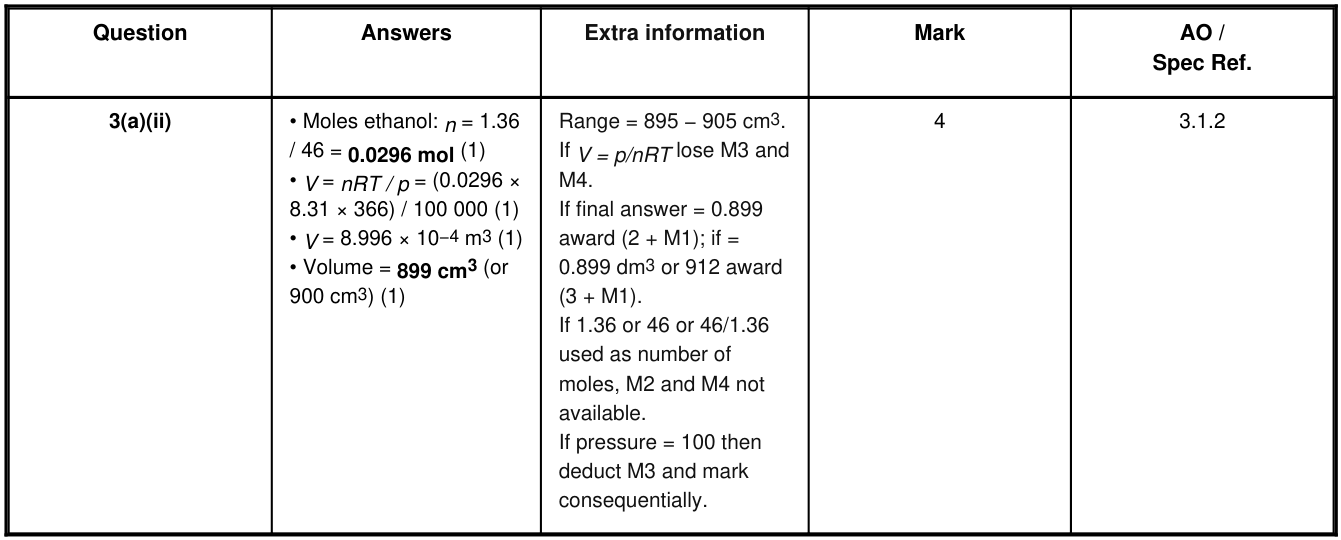 Question
Answers
Extra information
Mark
AO /
Spec Ref.
3(a)(ii)
• Moles ethanol: n = 1.36
/ 46 = 0.0296 mol (1)
• V = nRT / p = (0.0296 ×
8.31 × 366) / 100 000 (1)
• V = 8.996 × 10–4 m3 (1)
• Volume = 899 cm3 (or
900 cm3) (1)
Range = 895 – 905 cm3.
If V = p/nRT lose M3 and
M4.
If final answer = 0.899
award (2 + M1); if =
0.899 dm3 or 912 award
(3 + M1).
If 1.36 or 46 or 46/1.36
used as number of
moles, M2 and M4 not
available.
If pressure = 100 then
deduct M3 and mark
consequentially.
4
3.1.2